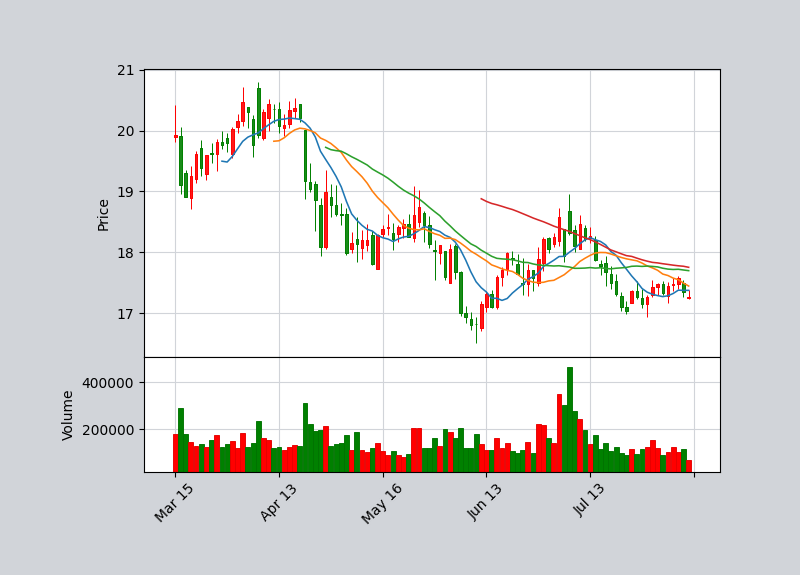 21
20
19
18
17
Price
400000
200000
Volume
Mar 15
Apr 13
May 16
Jun 13
Jul 13